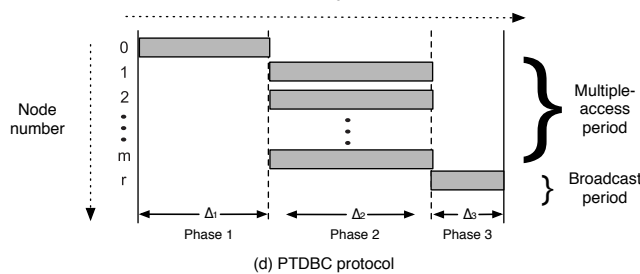 0
1
2
m
r
Node
number
Multiple-
access
period
Broadcast
period
Δ1
Δ2
Δ3
Phase 1
Phase 2
Phase 3
(d) PTDBC protocol